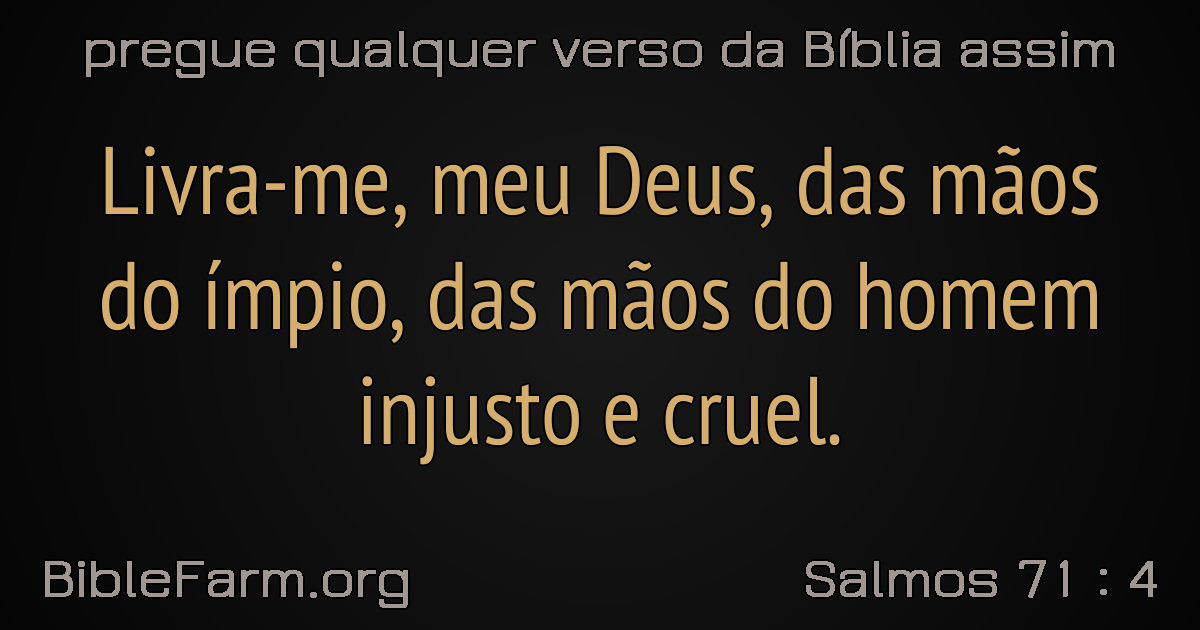 pregue qualquer verso da Bíblia assim
Livra-me, meu Deus, das mãos
do ímpio, das mãos do homem
injusto e cruel.
BibleFarm.org
Salmos 71 : 4